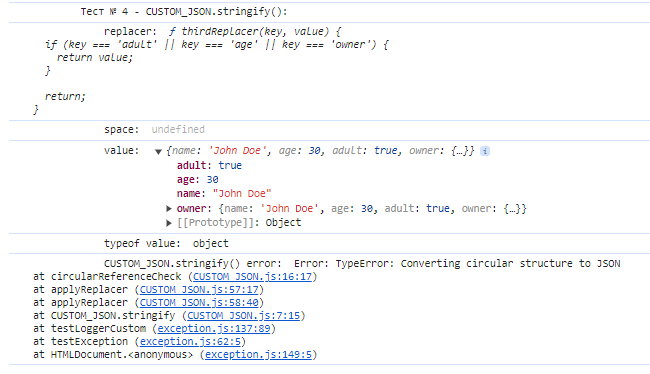 Тест № 4 - CUSTOM_JSON.stringify():
replacer: ƒ thirdReplacer(key, value) {
if (key === 'adult' || key === 'age' || key === 'owner') {
return value;
}
return;
}
space: undefined
value: ▼ {name: 'John Doe', age: 30, adult: true, owner: {…}} i
adult: true
age: 30
name: "John Doe"
▶ owner: {name: 'John Doe', age: 30, adult: true, owner: {…}}
▶ [[Prototype]]: Object
typeof value: object
CUSTOM_JSON.stringify() error: Error: TypeError: Converting circular structure to JSON
at circularReferenceCheck (CUSTOM_JSON.js:16:17)
at applyReplacer (CUSTOM_JSON.js:57:17)
at applyReplacer (CUSTOM_JSON.js:58:40)
at CUSTOM_JSON.stringify (CUSTOM_JSON.js:7:15)
at testLoggerCustom (exception.js:137:89)
at testException (exception.js:62:5)
at HTMLDocument.<anonymous> (exception.js:149:5)